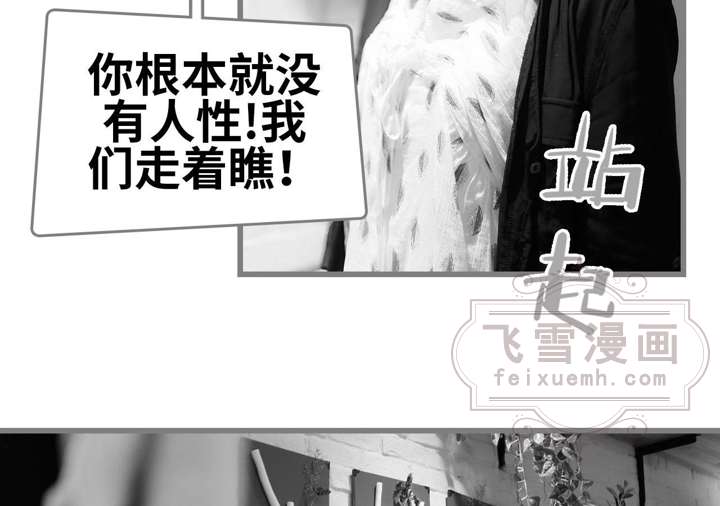 你根本就没
有人性!我
们走着瞧!
站
起
飞雪漫画
feixuemh.com